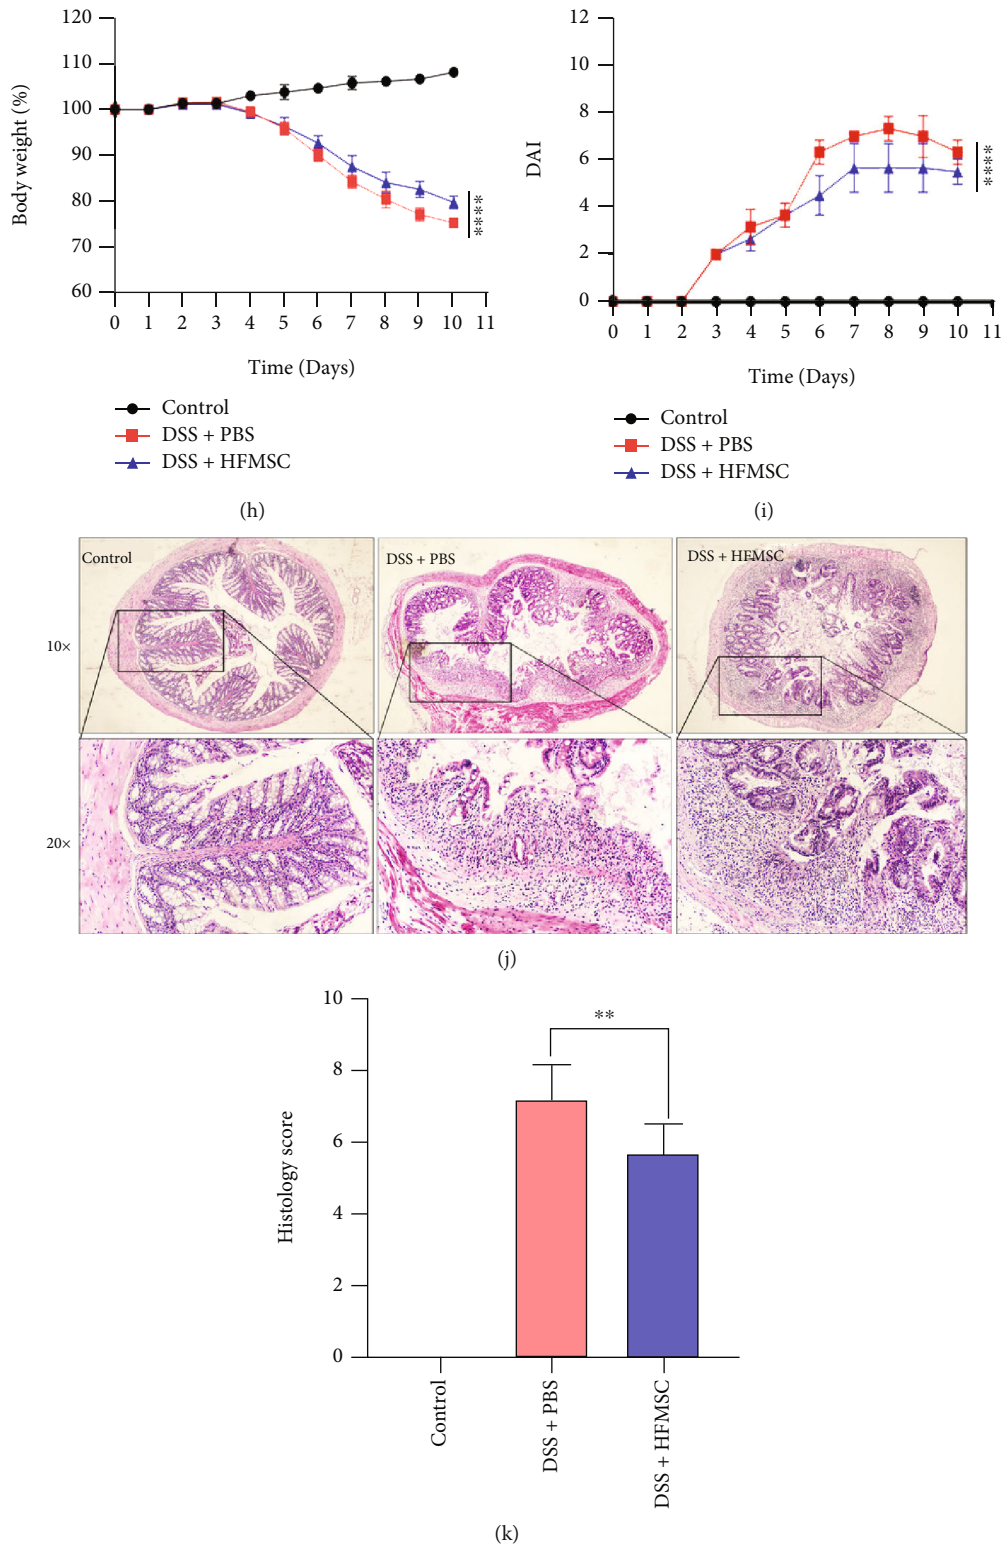 120
110
100
90
80
70
60
Body weight (%)
****
0 1 2 3 4 5 6 7 8 9 10 11
Time (Days)
Control
DSS + PBS
DSS + HFMSC
(h)
12
10
8
6
4
2
0
DAI
****
0 1 2 3 4 5 6 7 8 9 10 11
Time (Days)
Control
DSS + PBS
DSS + HFMSC
(i)
Control
DSS + PBS
DSS + HFMSC
10×
20×
(j)
10
8
6
4
2
0
Histology score
**
Control
DSS + PBS
DSS + HFMSC
(k)